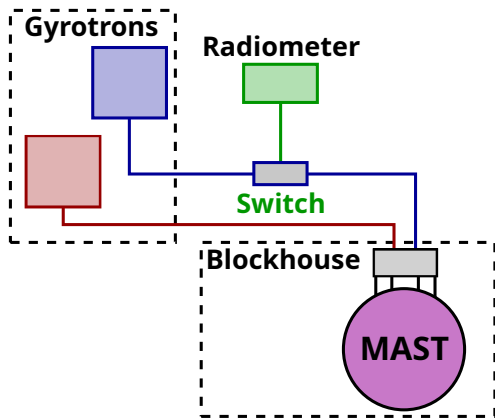 Gyrotrons
Radiometer
Switch
Blockhouse
MAST